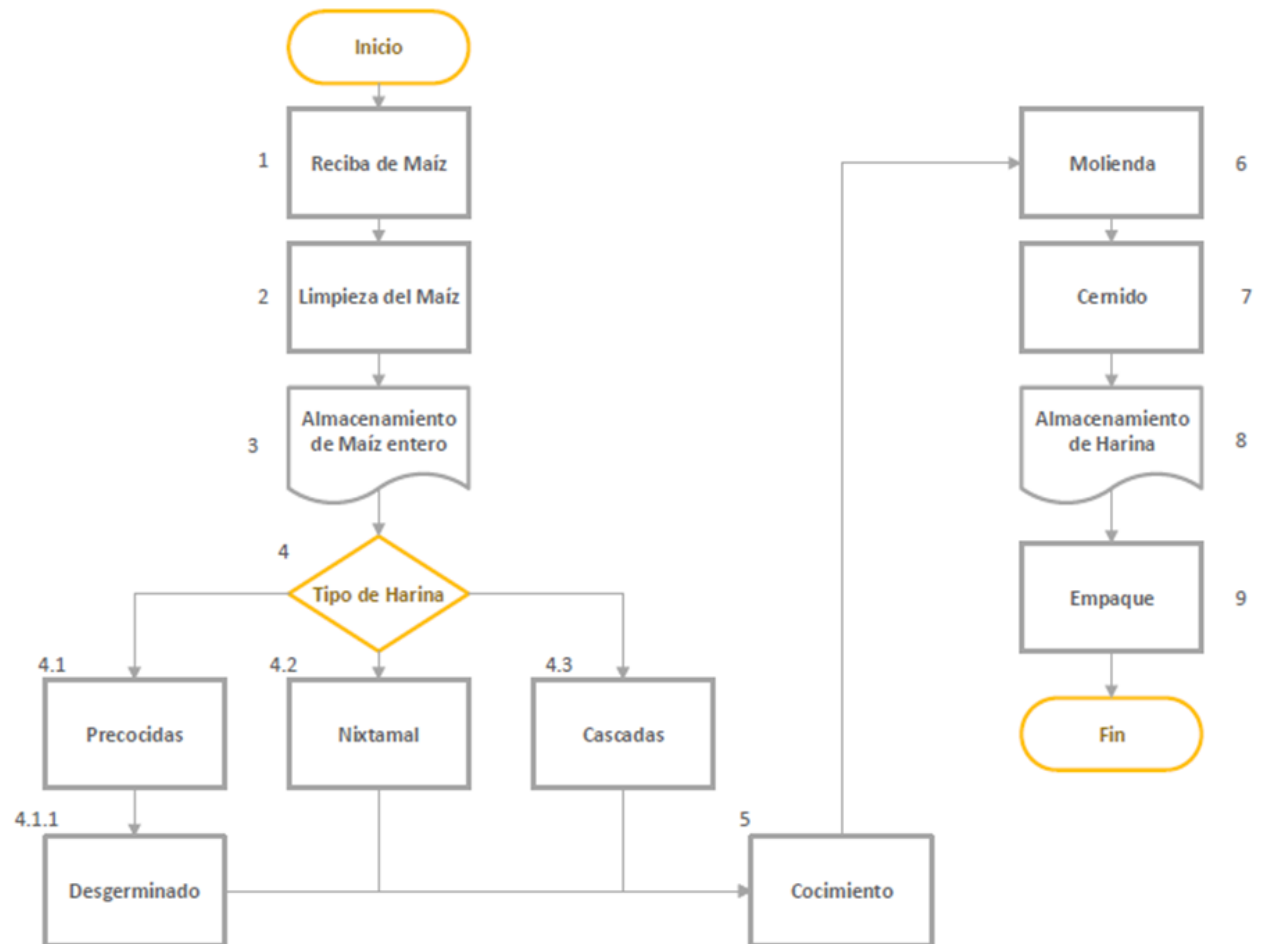 Inicio
1
Reciba de Maíz
2
Limpieza del Maíz
3
Almacenamiento
de Maíz entero
4
Tipo de Harina
4.1
Precocidas
4.2
Nixtamal
4.3
Cascadas
4.1.1
Desgerminado
5
Cocimiento
Molienda
6
Cernido
7
Almacenamiento
de Harina
8
Empaque
9
Fin